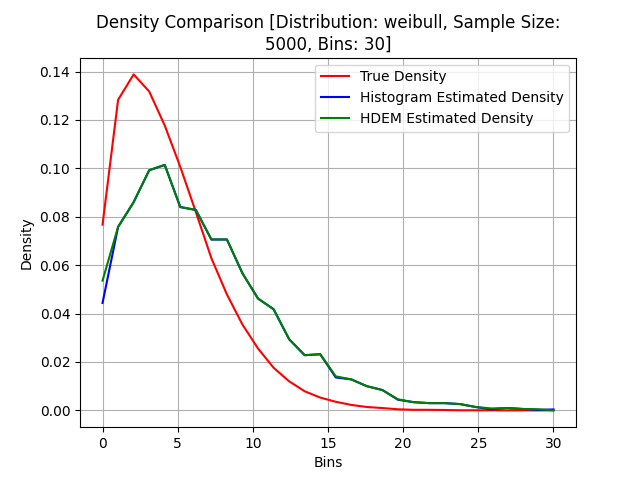 Density Comparison [Distribution: weibull, Sample Size:
5000, Bins: 30]
True Density
Histogram Estimated Density
HDEM Estimated Density
Density
0.14
0.12
0.10
0.08
0.06
0.04
0.02
0.00
0 5 10 15 20 25 30
Bins